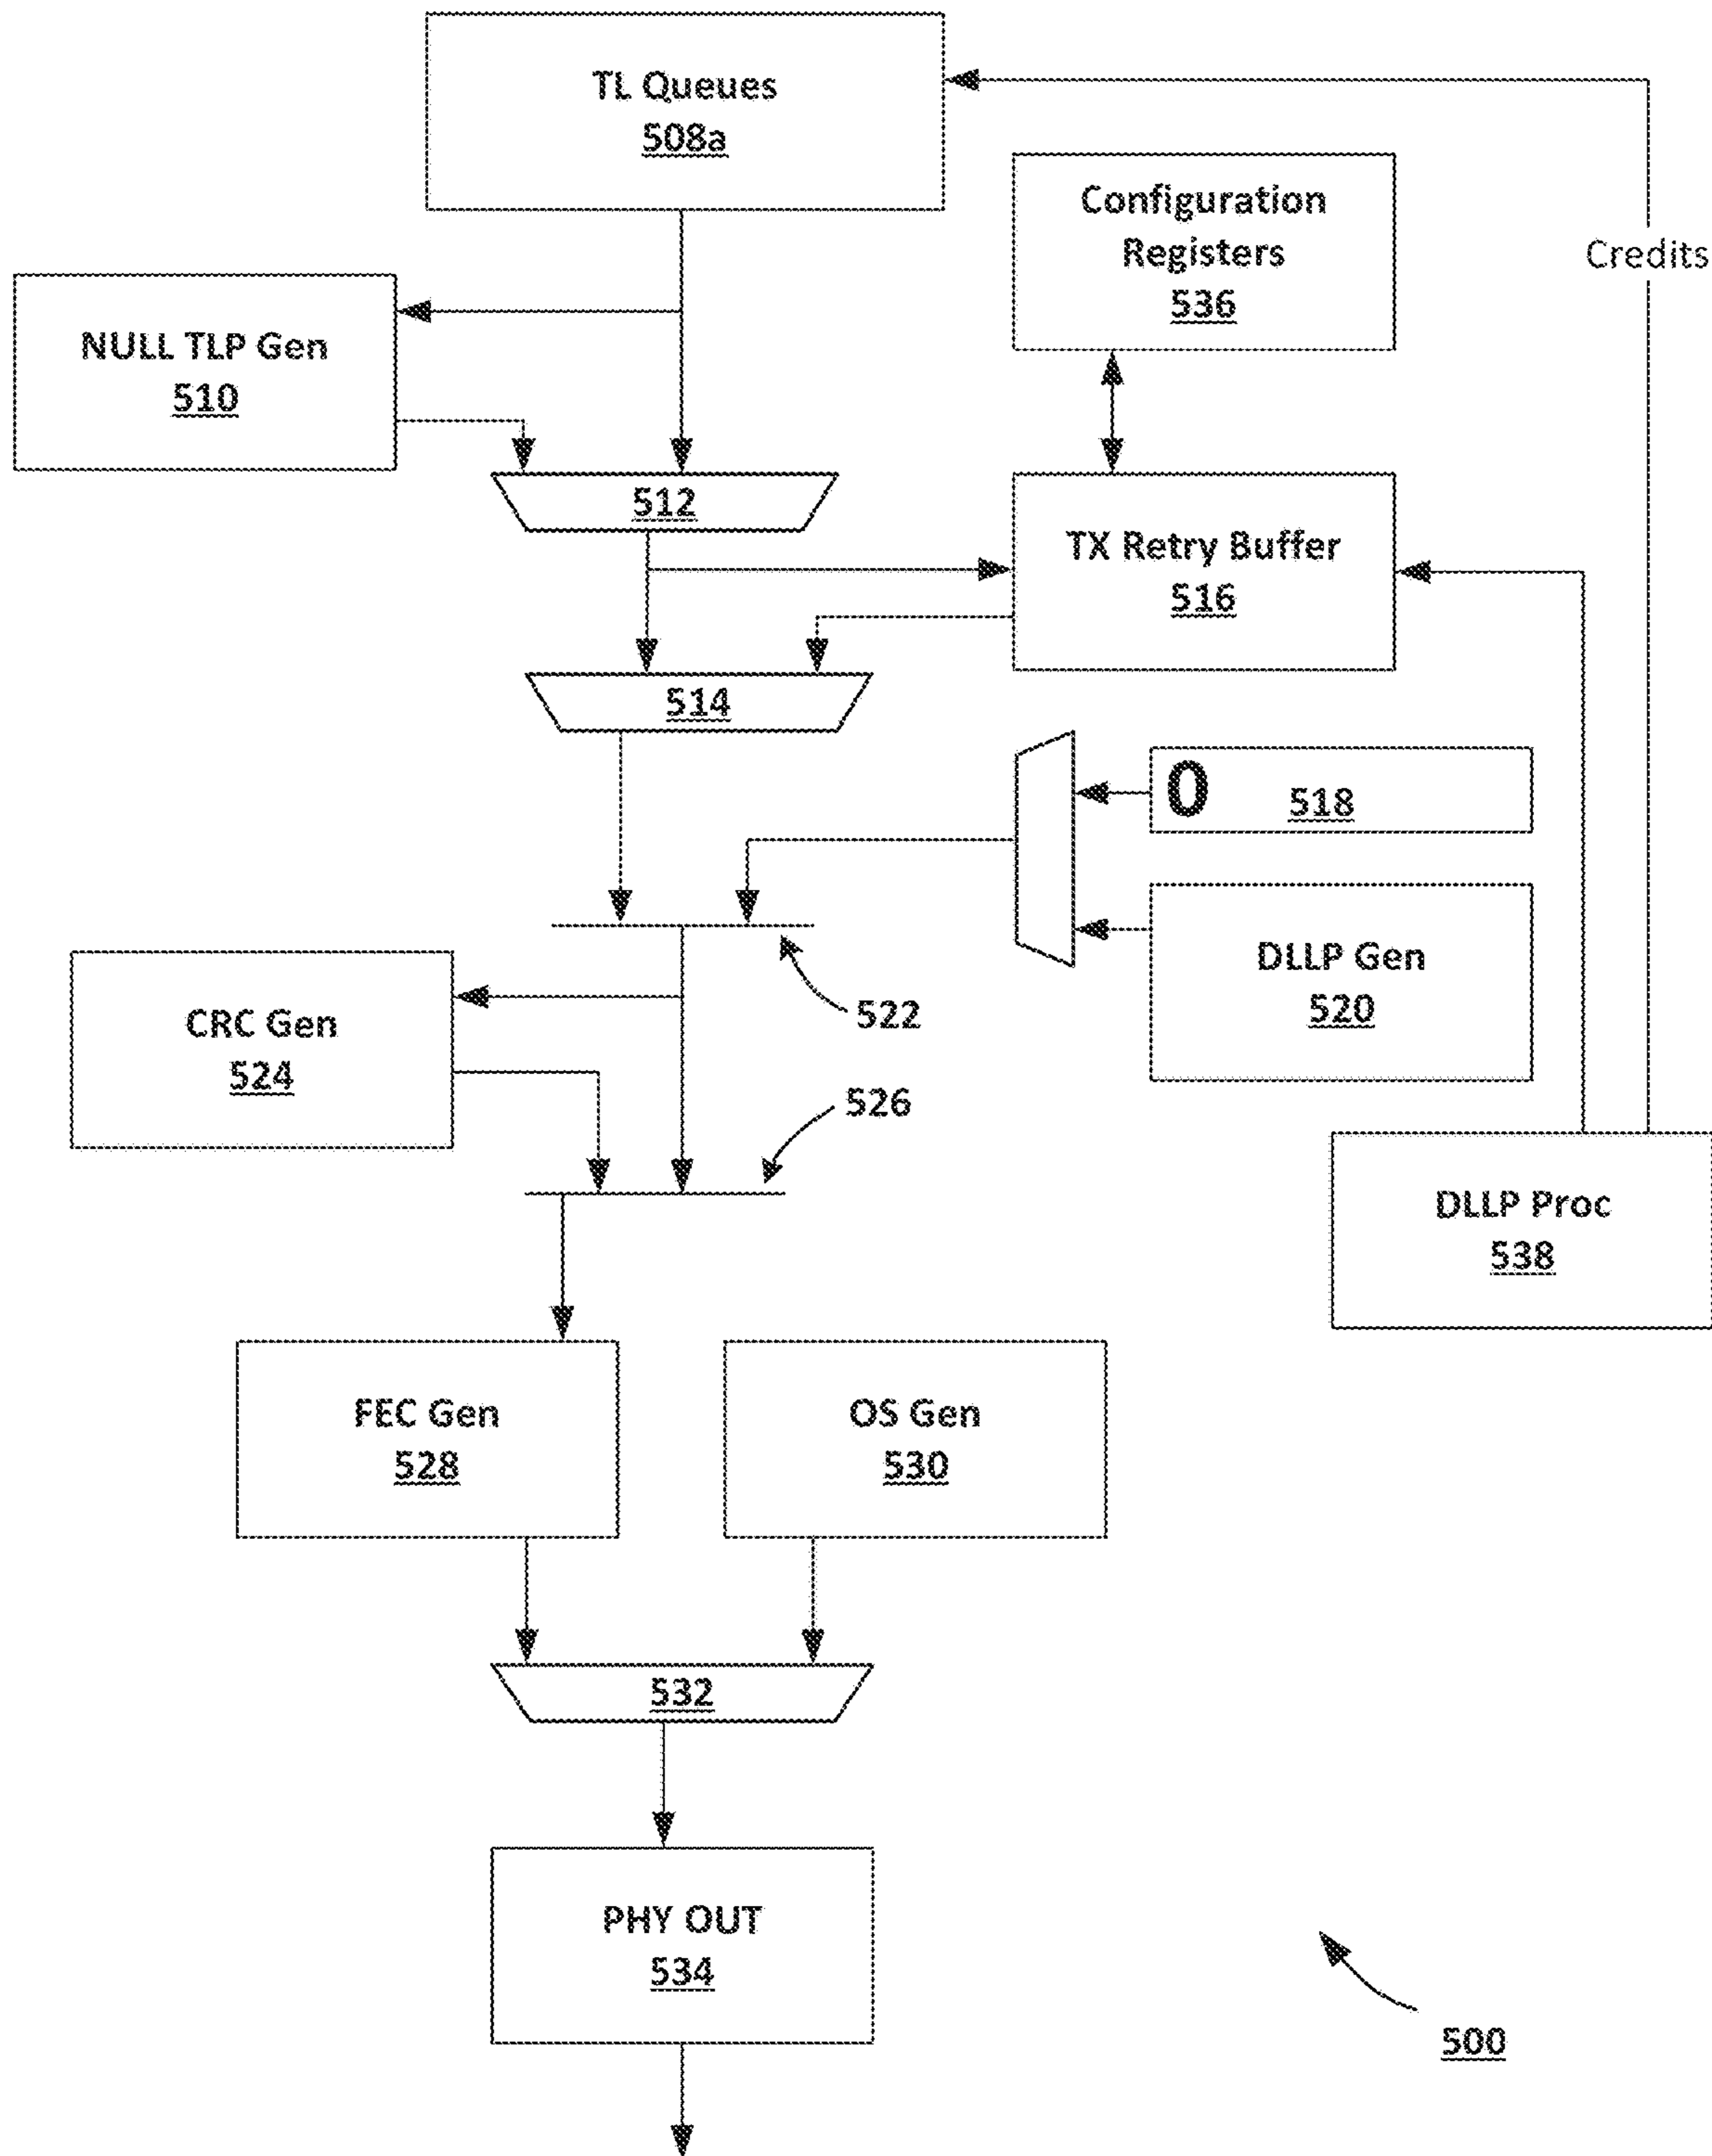 TL Queues
508a
Configuration
Registers
536
Credits
NULL TLP Gen
510
512
TX Retry Buffer
516
514
0
518
DLLP Gen
520
522
CRC Gen
524
526
DLLP Proc
538
FEC Gen
528
OS Gen
530
532
PHY OUT
534
500